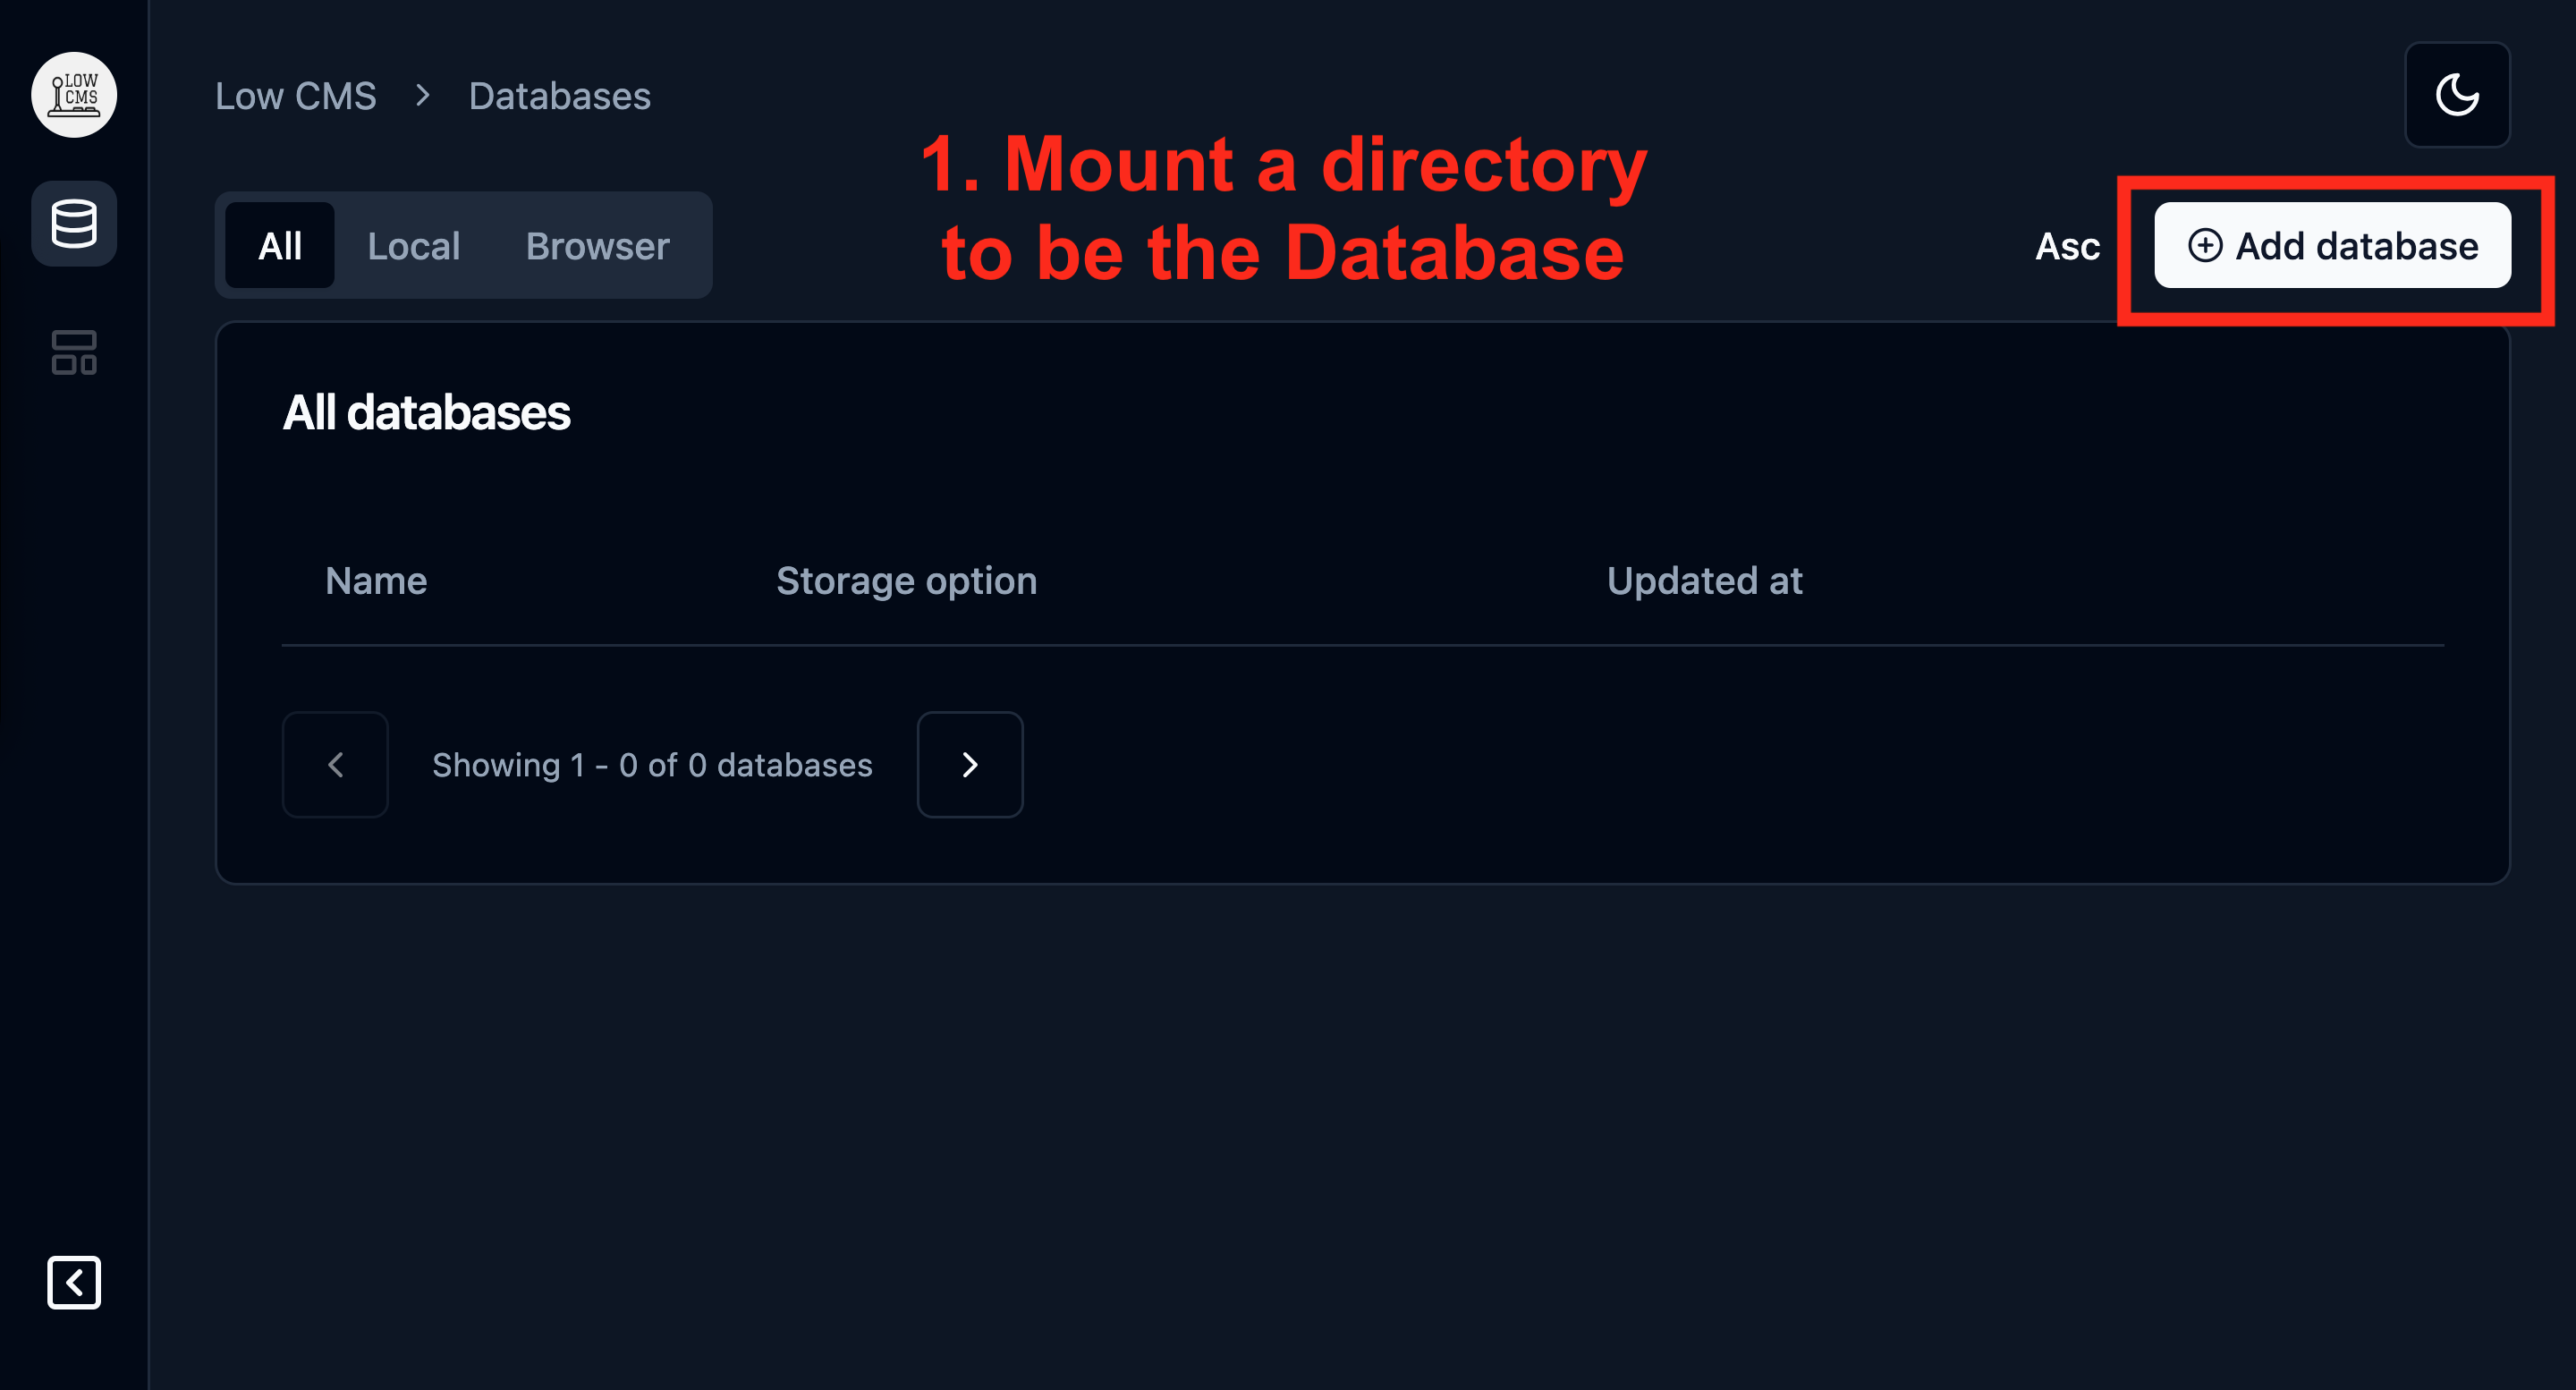 LOW
CMS
Low CMS > Databases
1. Mount a directory
to be the Database
All Local Browser
Asc
Add database
All databases
Name Storage option Updated at
Showing 1 - 0 of 0 databases